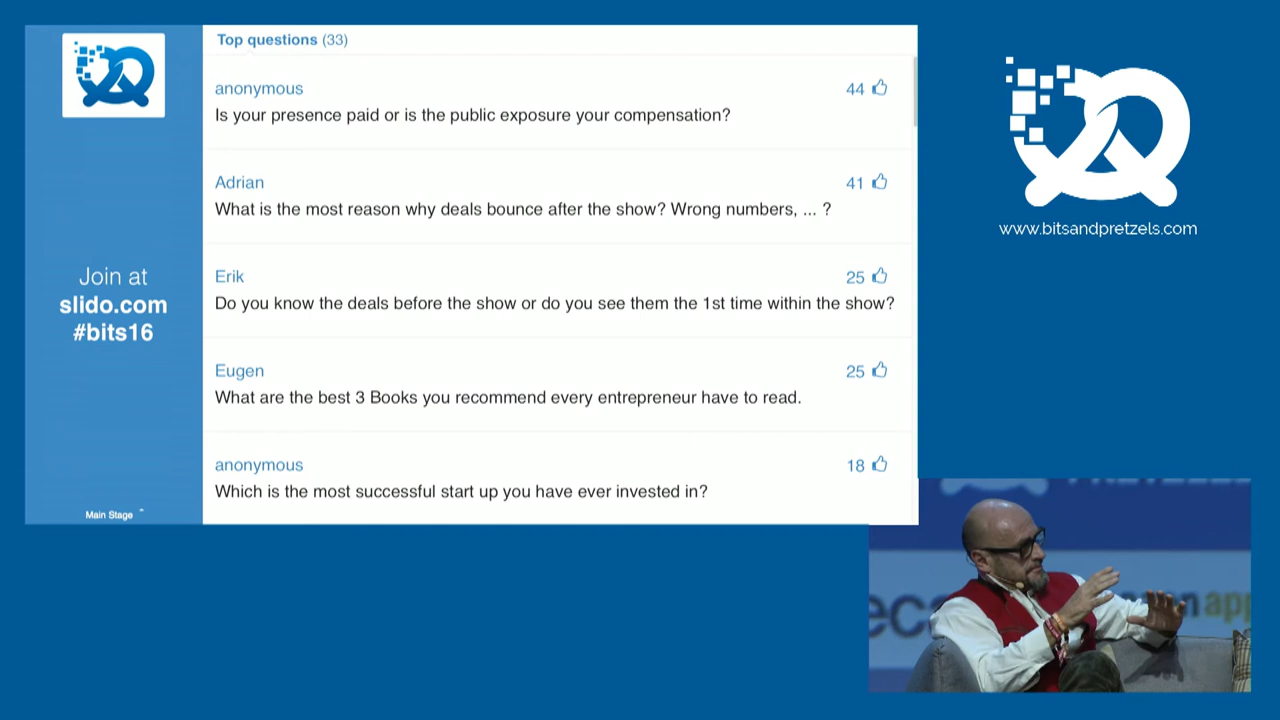 Top questions (33)
anonymous
44
Is your presence paid or is the public exposure your compensation?
Adrian
41
What is the most reason why deals bounce after the show? Wrong numbers, ... ?
Erik
25
Do you know the deals before the show or do you see them the 1st time within the show?
Eugen
25
What are the best 3 Books you recommend every entrepreneur have to read.
anonymous
18
Which is the most successful start up you have ever invested in?
Join at
slido.com
#bits16
Main Stage
www.bitsandpretzels.com